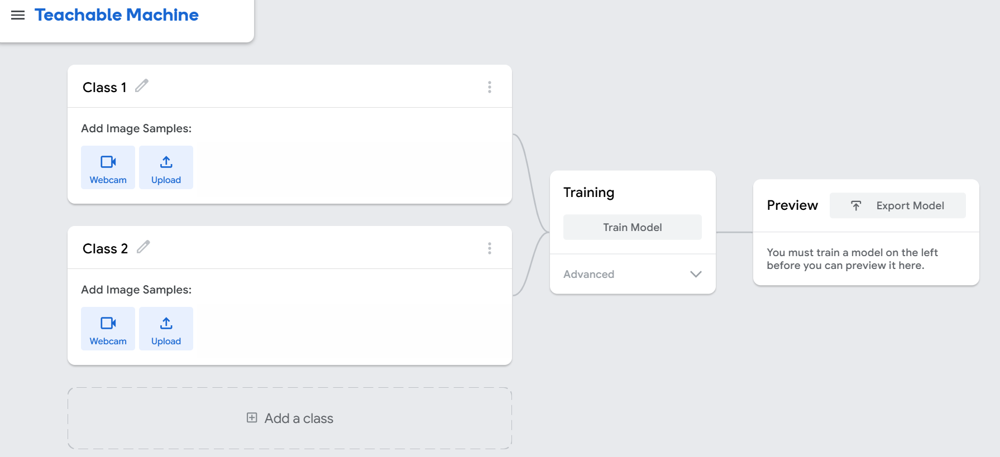 Teachable Machine
Class 1
Add Image Samples:
Webcam
Upload
Class 2
Add Image Samples:
Webcam
Upload
Add a class
Training
Train Model
Advanced
Preview
Export Model
You must train a model on the left
before you can preview it here.